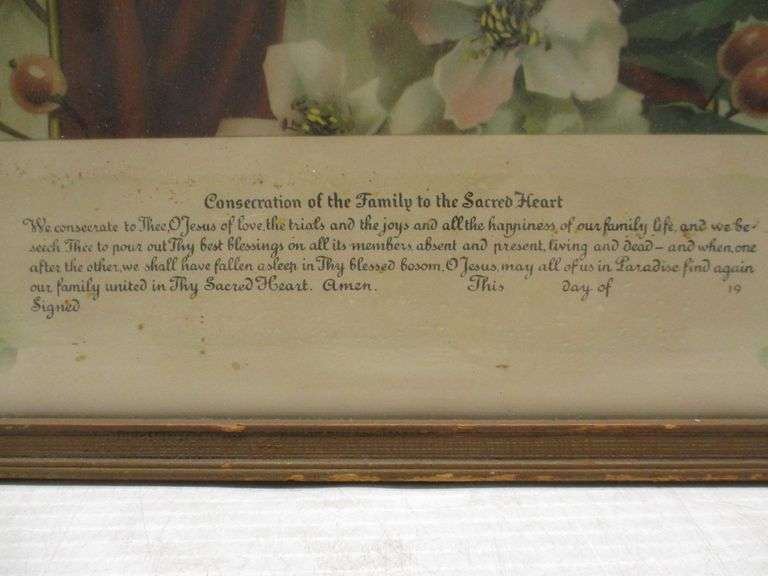 Consecration of the Family to the Sacred Heart
We consecrate to Thee, O Jesus of love, the trials and the joys and all the happiness of our family life, and we be-
seech Thee to pour out Thy best blessings on all its members, absent and present, living and dead – and when, one
after the other, we shall have fallen asleep in Thy blessed bosom, O Jesus, may all of us in Paradise find again
our family united in Thy Sacred Heart. Amen. This day of 19
Signed